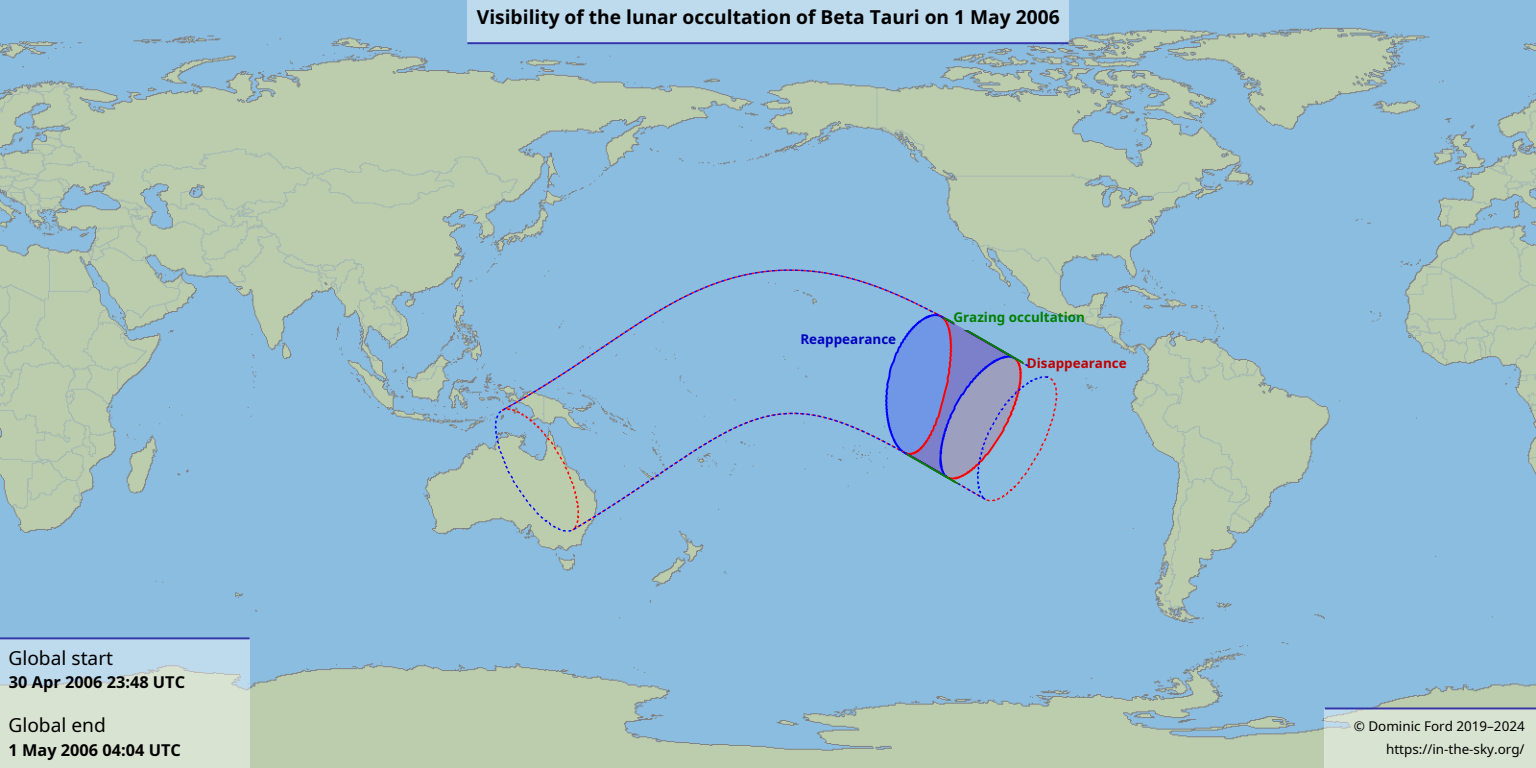 Visibility of the lunar occultation of Beta Tauri on 1 May 2006
Grazing occultation
Reappearance
Disappearance
Global start
30 Apr 2006 23:48 UTC
Global end
1 May 2006 04:04 UTC
© Dominic Ford 2019–2024
https://in-the-sky.org/